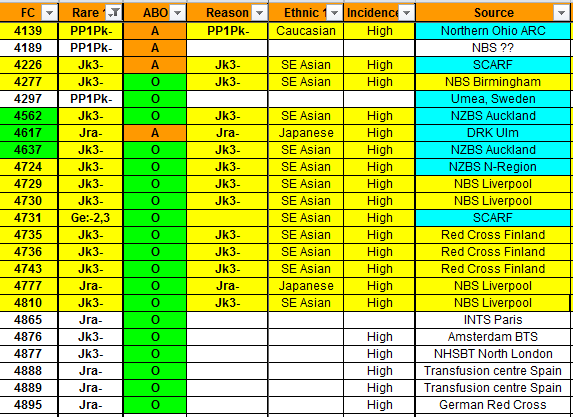 FC Rare 1 ABO Reason Ethnic 1 Incidence Source
4139 PP1Pk- A PP1Pk- Caucasian High Northern Ohio ARC
4189 PP1Pk- A NBS ??
4226 Jk3- A Jk3- SE Asian High SCARF
4277 Jk3- O Jk3- SE Asian High NBS Birmingham
4297 PP1Pk- O Umea, Sweden
4562 Jk3- O Jk3- SE Asian High NZBS Auckland
4617 Jra- A Jra- Japanese High DRK Ulm
4637 Jk3- O Jk3- SE Asian High NZBS Auckland
4724 Jk3- O Jk3- SE Asian High NZBS N-Region
4729 Jk3- O Jk3- SE Asian High NBS Liverpool
4730 Jk3- O Jk3- SE Asian High NBS Liverpool
4731 Ge:-2,3 O SE Asian High SCARF
4735 Jk3- O Jk3- SE Asian High Red Cross Finland
4736 Jk3- O Jk3- SE Asian High Red Cross Finland
4743 Jk3- O Jk3- SE Asian High Red Cross Finland
4777 Jra- O Jra- Japanese High NBS Liverpool
4810 Jk3- O Jk3- SE Asian High NBS Liverpool
4865 Jra- O INTS Paris
4876 Jk3- O High Amsterdam BTS
4877 Jk3- O High NHSBT North London
4888 Jra- O High Transfusion centre Spain
4889 Jra- O High Transfusion centre Spain
4895 Jra- O High German Red Cross